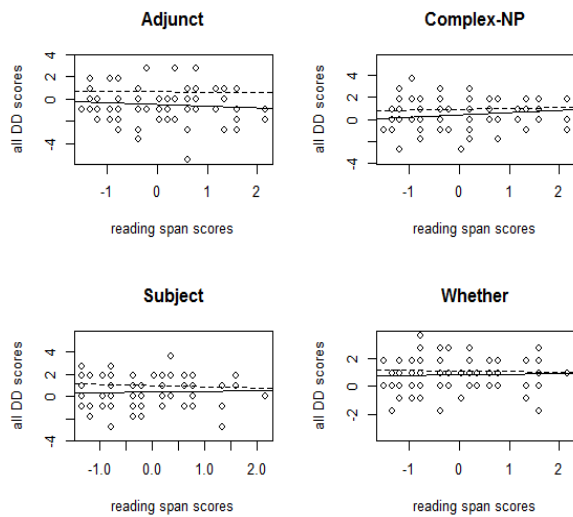 Adjunct
all DD scores
4
2
0
-4
-1 0 1 2
reading span scores
Complex-NP
all DD scores
4
2
0
-4
-1 0 1 2
reading span scores
Subject
all DD scores
4
2
0
-4
-1.0 0.0 1.0 2.0
reading span scores
Whether
all DD scores
2
0
-2
-1 0 1 2
reading span scores